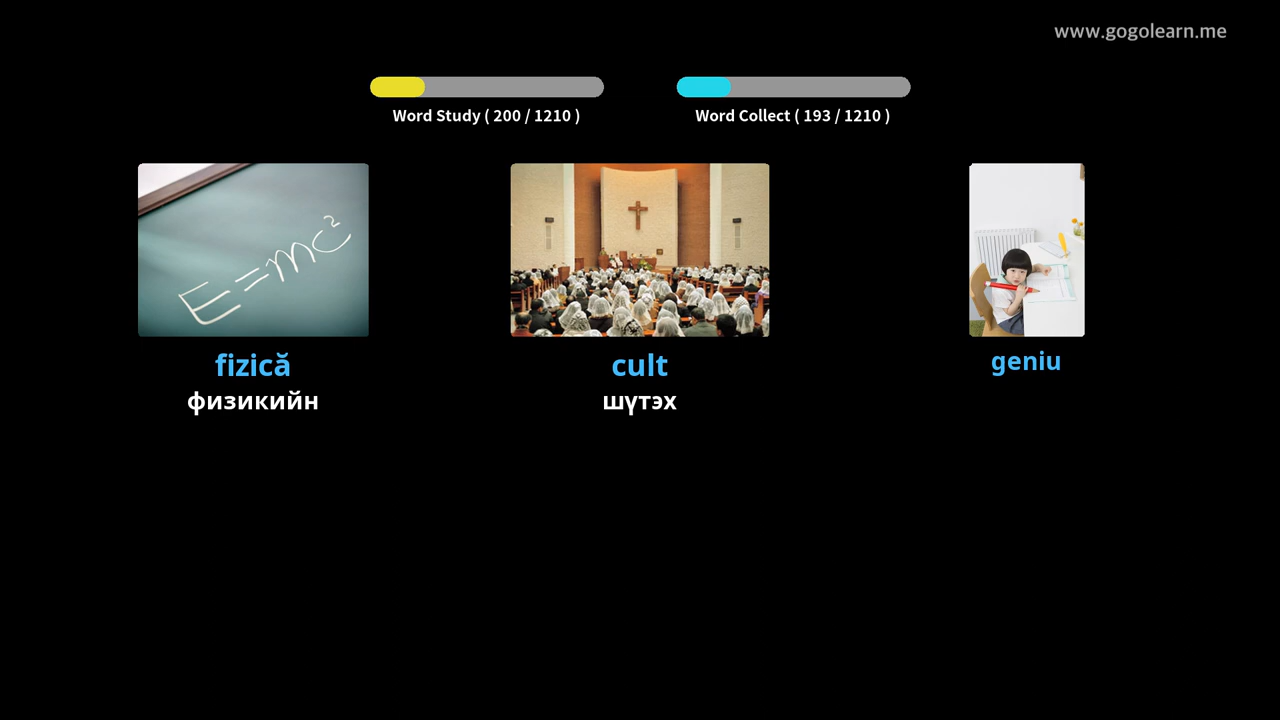 www.gogolearn.me
Word Study ( 200 / 1210 )
Word Collect ( 193 / 1210 )
E=mc²
fizică
физикийн
cult
шүтэх
geniu